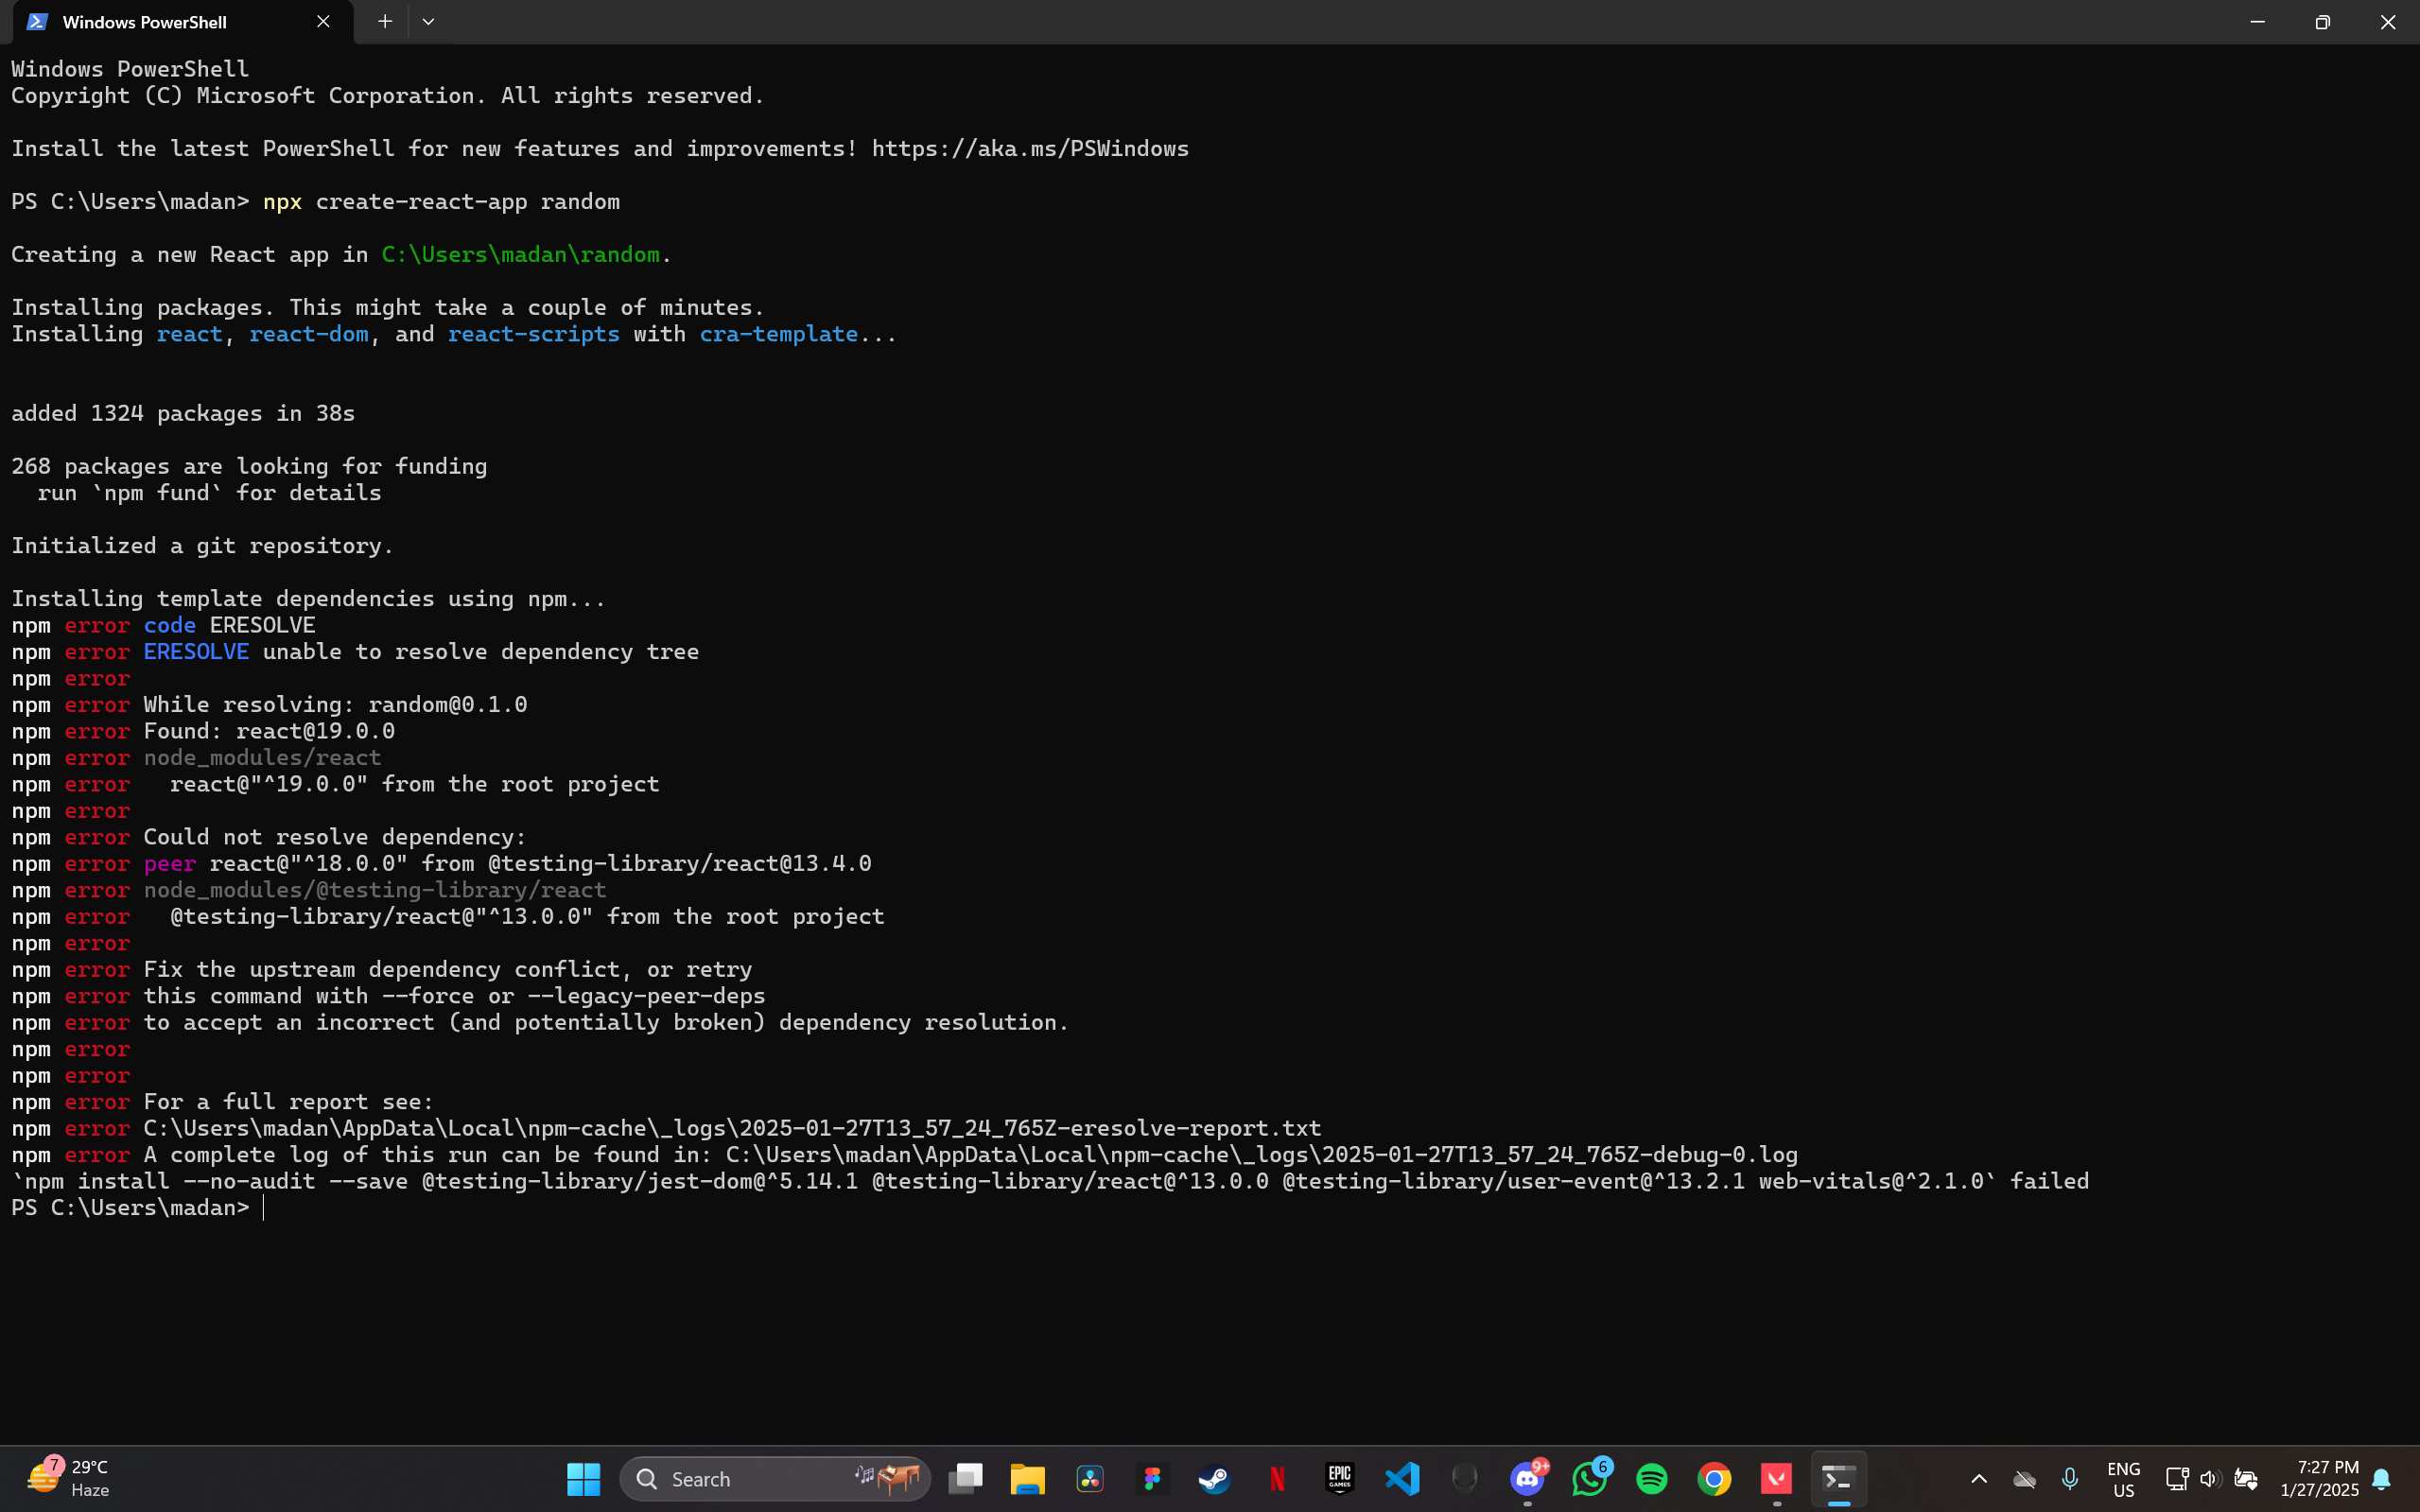 Windows PowerShell
Windows PowerShell
Copyright (C) Microsoft Corporation. All rights reserved.
Install the latest PowerShell for new features and improvements! https://aka.ms/PSWindows
PS C:\Users\madan> npx create-react-app random
Creating a new React app in C:\Users\madan\random.
Installing packages. This might take a couple of minutes.
Installing react, react-dom, and react-scripts with cra-template...
added 1324 packages in 38s
268 packages are looking for funding
  run `npm fund` for details
Initialized a git repository.
Installing template dependencies using npm...
npm error code ERESOLVE
npm error ERESOLVE unable to resolve dependency tree
npm error
npm error While resolving: random@0.1.0
npm error Found: react@19.0.0
npm error node_modules/react
npm error   react@"^19.0.0" from the root project
npm error
npm error Could not resolve dependency:
npm error peer react@"^18.0.0" from @testing-library/react@13.4.0
npm error node_modules/@testing-library/react
npm error   @testing-library/react@"^13.0.0" from the root project
npm error
npm error Fix the upstream dependency conflict, or retry
npm error this command with --force or --legacy-peer-deps
npm error to accept an incorrect (and potentially broken) dependency resolution.
npm error
npm error
npm error For a full report see:
npm error C:\Users\madan\AppData\Local\npm-cache\_logs\2025-01-27T13_57_24_765Z-eresolve-report.txt
npm error A complete log of this run can be found in: C:\Users\madan\AppData\Local\npm-cache\_logs\2025-01-27T13_57_24_765Z-debug-0.log
`npm install --no-audit --save @testing-library/jest-dom@^5.14.1 @testing-library/react@^13.0.0 @testing-library/user-event@^13.2.1 web-vitals@^2.1.0` failed
PS C:\Users\madan>
7
29°C
Haze
Search
N
EPIC
GAMES
9+
6
ENG
US
7:27 PM
1/27/2025